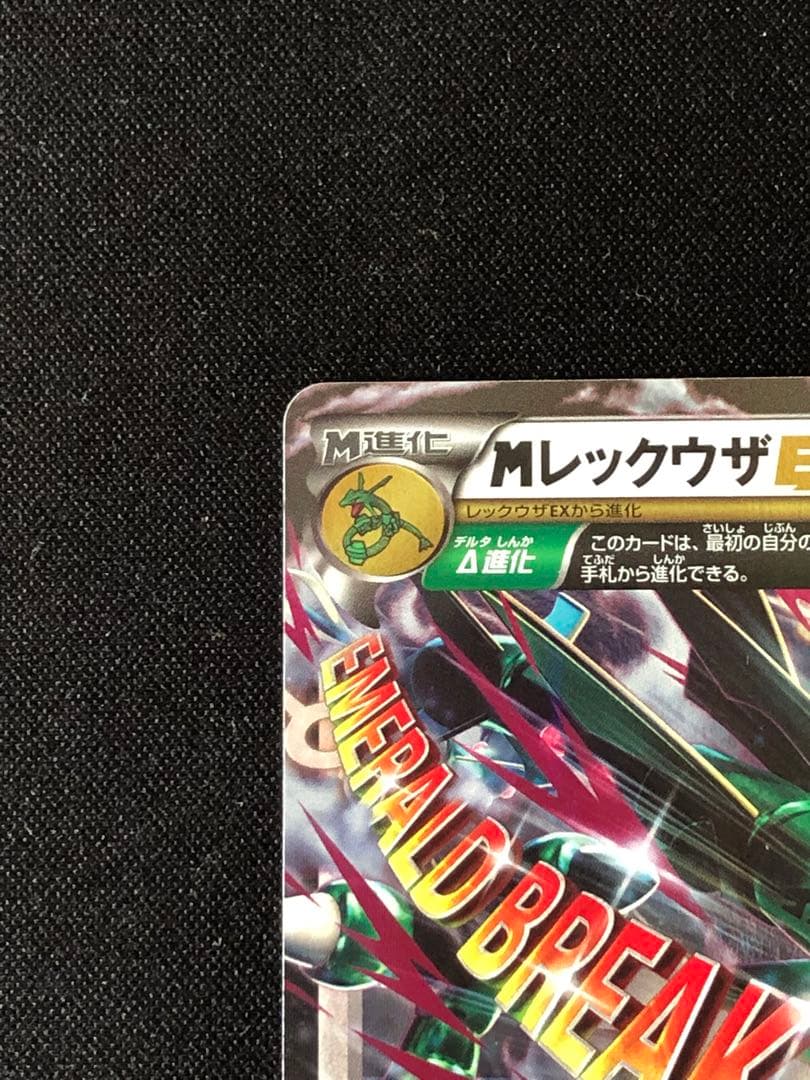 M進化
MレックウザE
レックウザEXから進化
デルタ しんか
Δ進化
さいしょ じぶん
このカードは、最初の自分の
てふだ しんか
手札から進化できる。
EMERALD BREAK